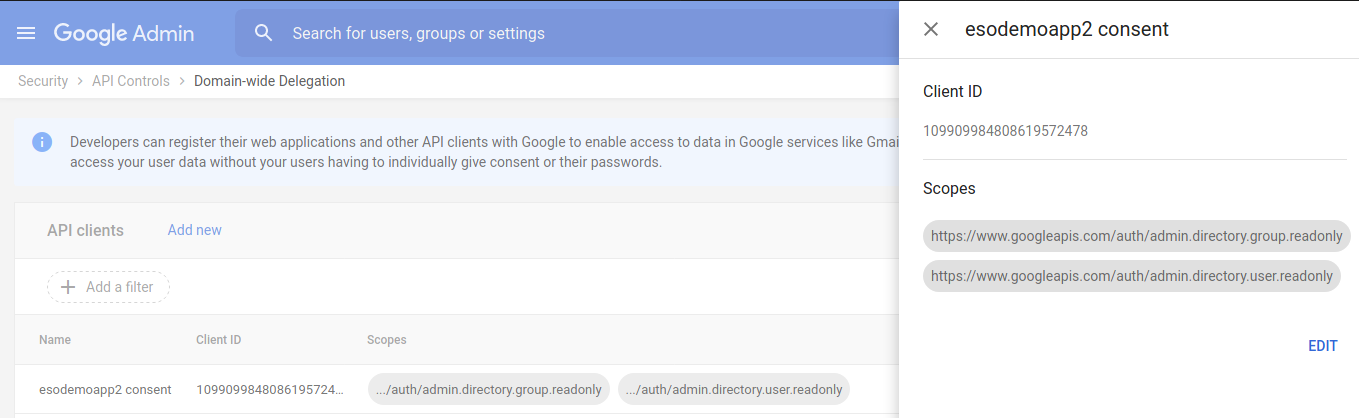 Google Admin
Search for users, groups or settings
Security > API Controls > Domain-wide Delegation
Developers can register their web applications and other API clients with Google to enable access to data in Google services like Gmai
access your user data without your users having to individually give consent or their passwords.
API clients Add new
Add a filter
Name Client ID Scopes
esodemoapp2 consent 1099099848086195724... .../auth/admin.directory.group.readonly .../auth/admin.directory.user.readonly
esodemoapp2 consent
Client ID
109909984808619572478
Scopes
https://www.googleapis.com/auth/admin.directory.group.readonly
https://www.googleapis.com/auth/admin.directory.user.readonly
EDIT